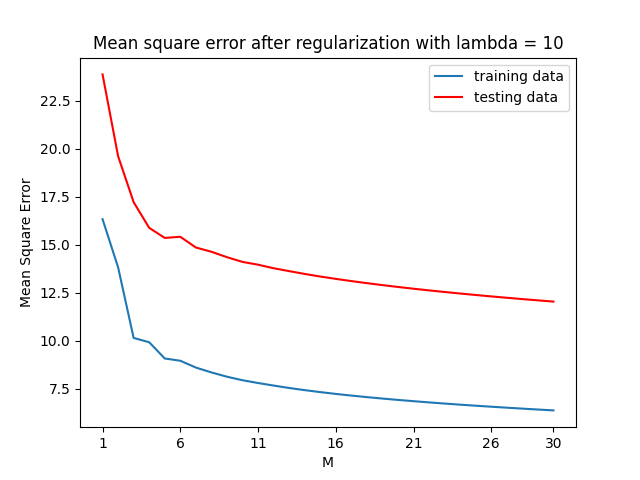 Mean square error after regularization with lambda = 10
training data
testing data
22.5
20.0
17.5
15.0
12.5
10.0
7.5
Mean Square Error
1 6 11 16 21 26 30
M